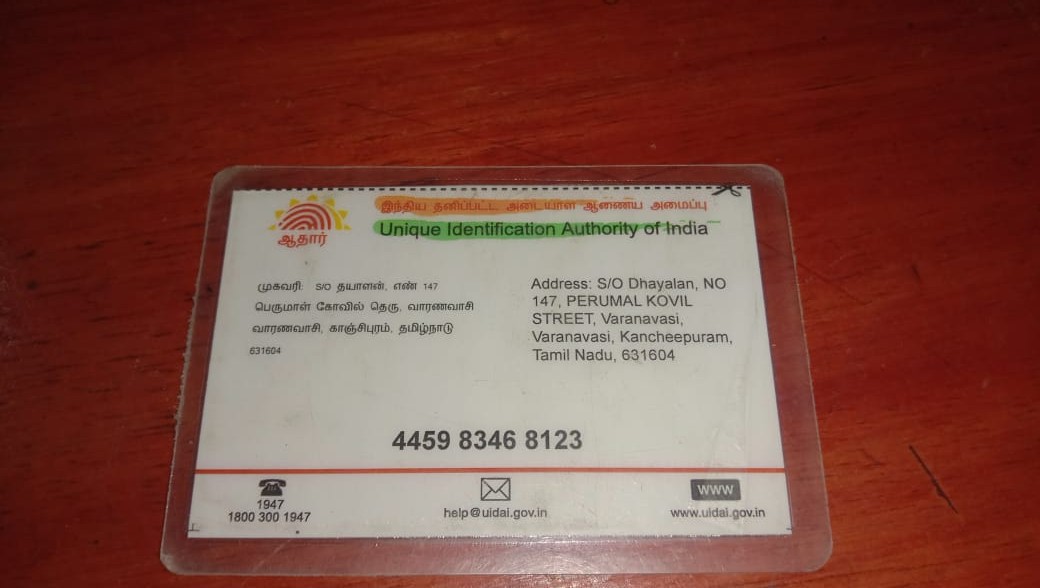 இந்திய தனிப்பட்ட அடையாள ஆணைய அமைப்பு
Unique Identification Authority of India
ஆதார்
முகவரி: S/O தயாளன், எண் 147
பெருமாள் கோவில் தெரு, வாரணவாசி
வாரணவாசி, காஞ்சிபுரம், தமிழ்நாடு
631604
Address: S/O Dhayalan, NO
147, PERUMAL KOVIL
STREET, Varanavasi,
Varanavasi, Kancheepuram,
Tamil Nadu, 631604
4459 8346 8123
1947
1800 300 1947
help@uidai.gov.in
WWW
www.uidai.gov.in